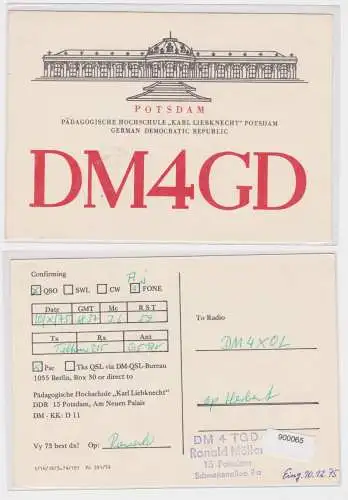 POTSDAM
PÄDAGOGISCHE HOCHSCHULE „KARL LIEBKNECHT" POTSDAM
GERMAN DEMOCRATIC REPUBLIC
DM4GD
Confirming
QSO SWL CW FONE
Date GMT Mc R.S.T
Tx Rx Ant
Pse Tks QSL via DM-QSL-Bureau
1055 Berlin, Box 30 or direct to
Pädagogische Hochschule „Karl Liebknecht"
DDR 15 Potsdam, Am Neuen Palais
DM - KK: D 11
Vy 73 best dx! Op:
To Radio
DM4XOL
op Herbert
DM 4 TGD
Ronald Möller
15 Potsdam
900065
Eing. 10.12.75